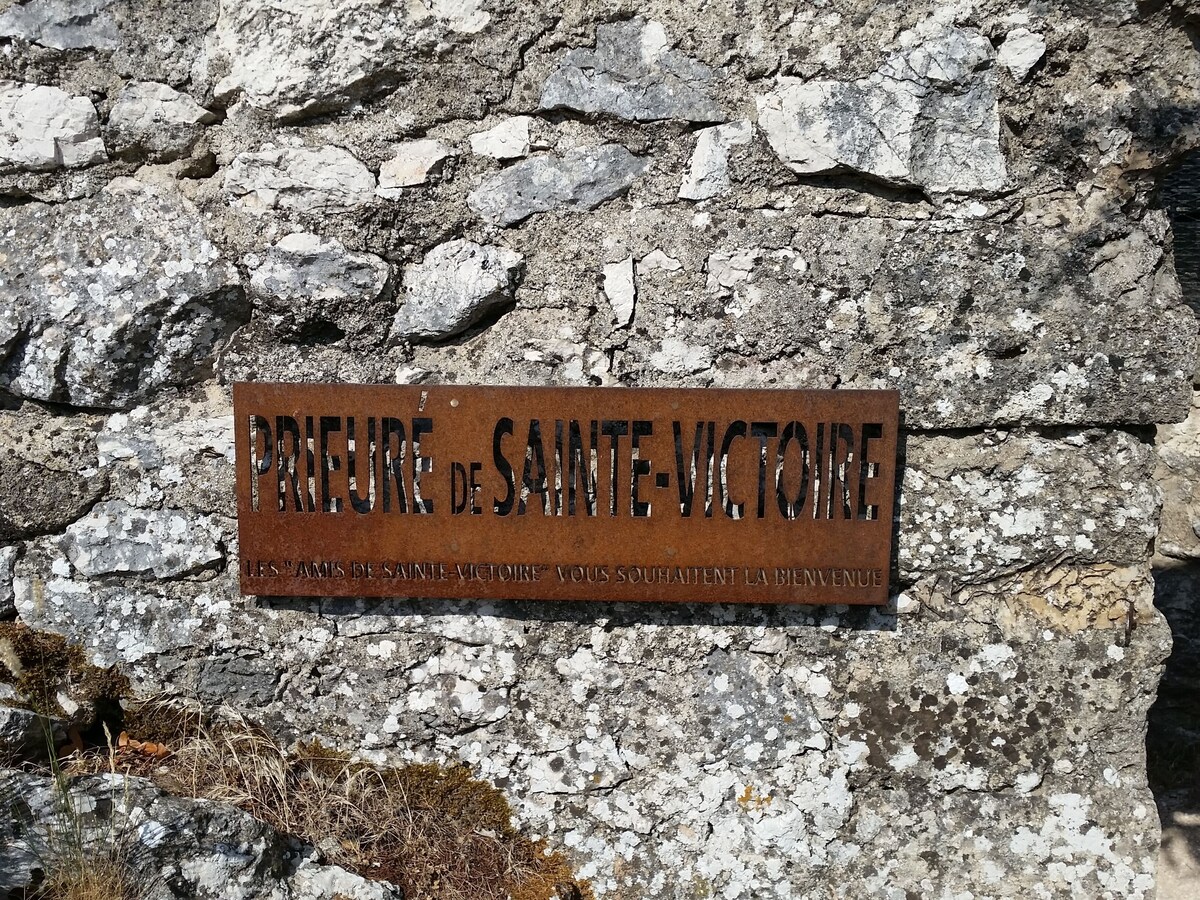 PRIEURÉ DE SAINTE-VICTOIRE
LES "AMIS DE SAINTE-VICTOIRE" VOUS SOUHAITENT LA BIENVENUE